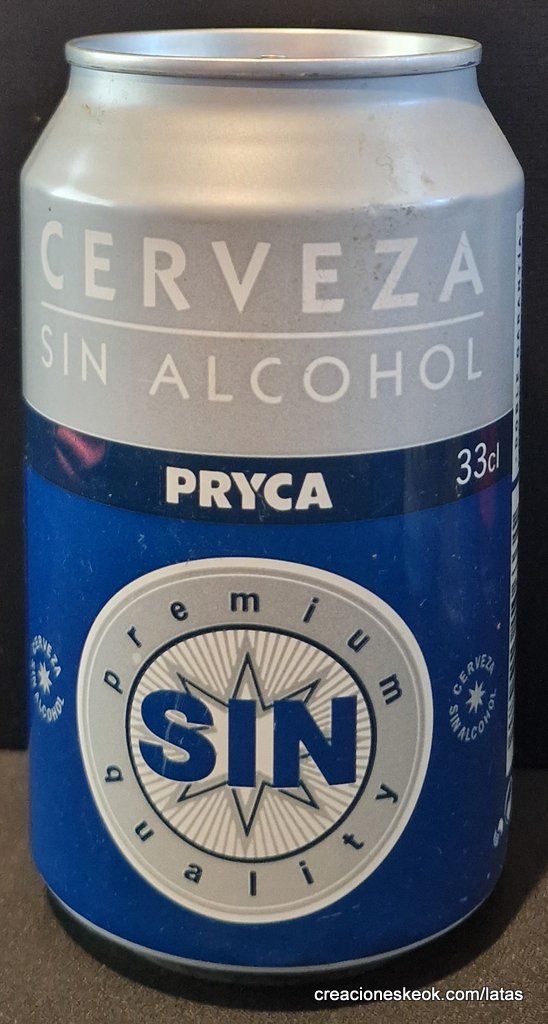 CERVEZA
SIN ALCOHOL
PRYCA
33cl
premium
SIN
quality
CERVEZA
SIN ALCOHOL
CERVEZA
SIN ALCOHOL
creacioneskeok.com/latas